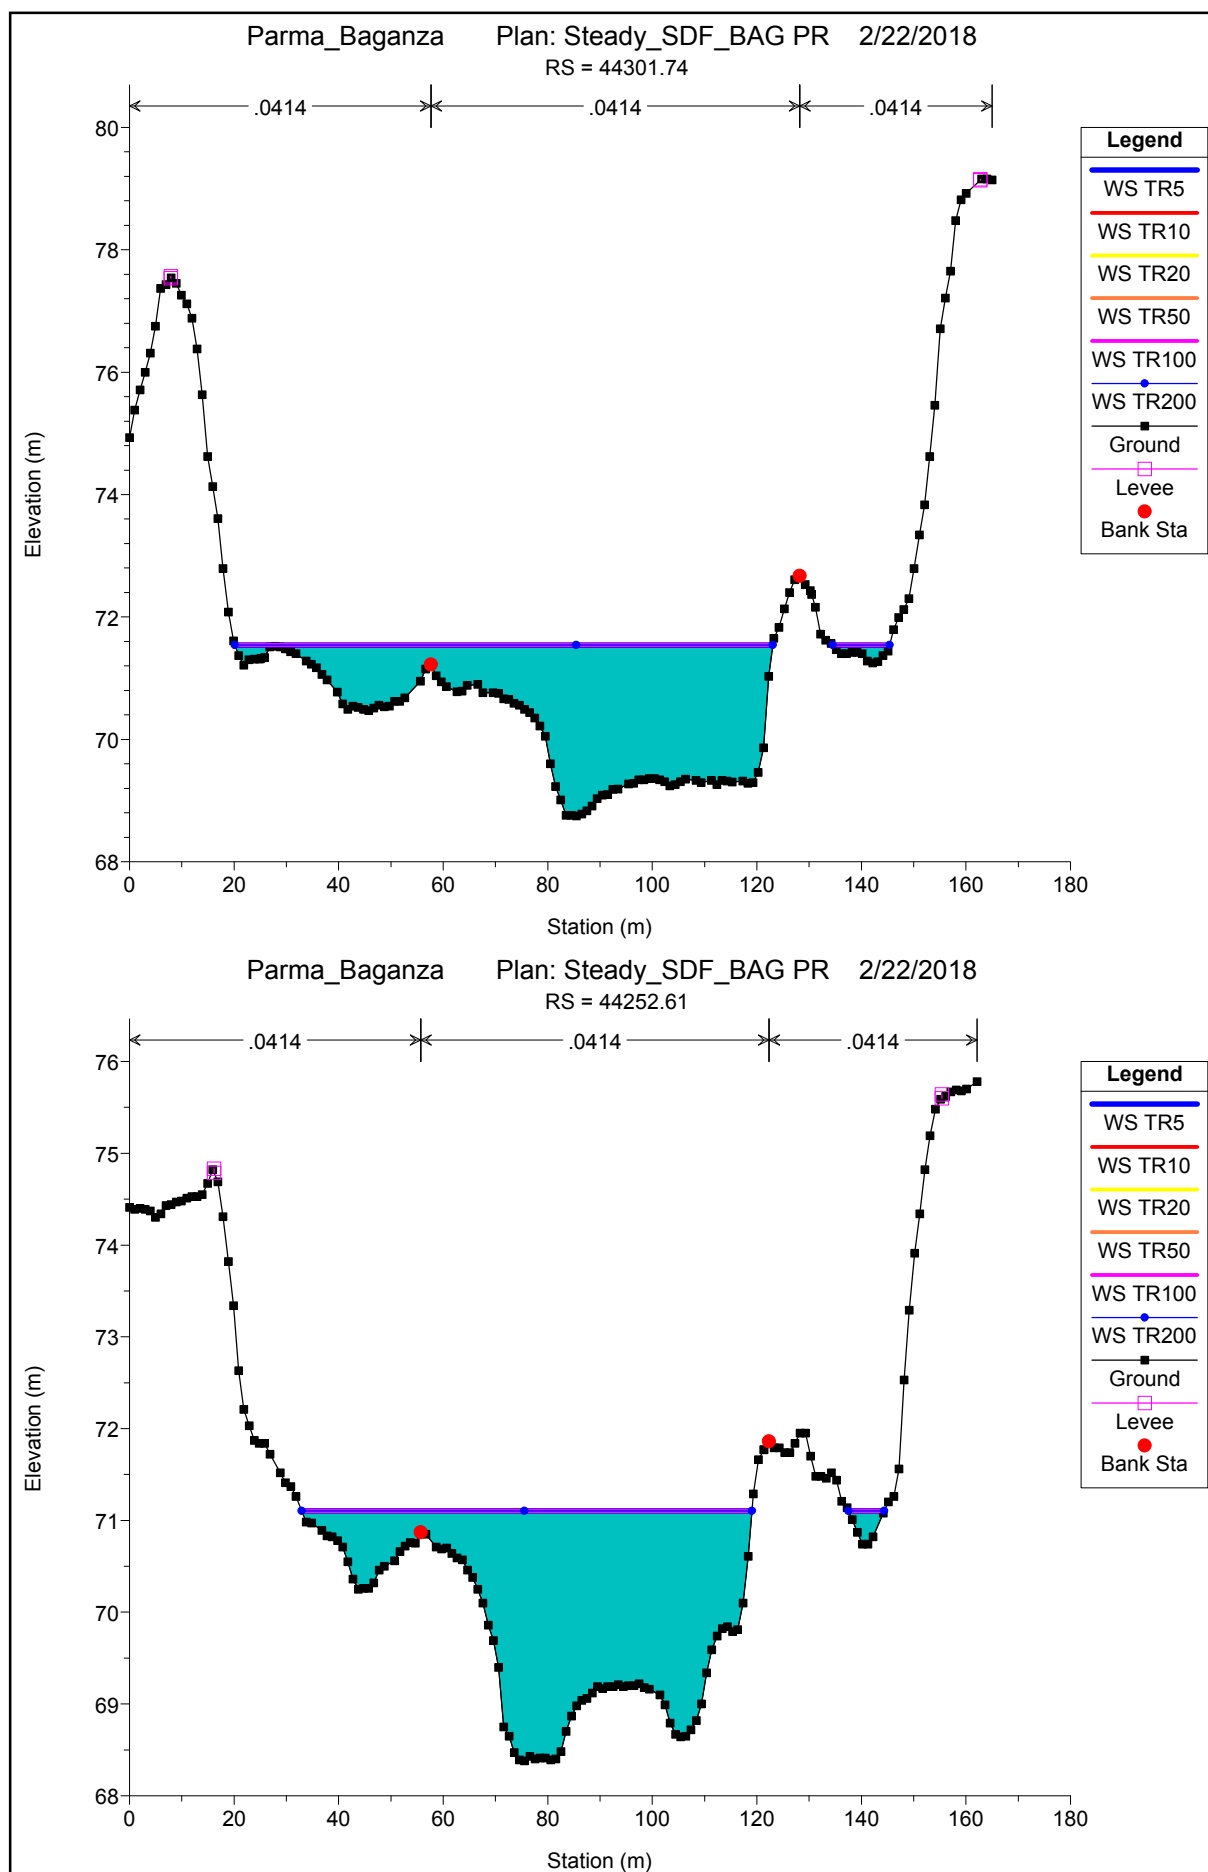 Parma_Baganza Plan: Steady_SDF_BAG PR 2/22/2018
RS = 44301.74
.0414 .0414 .0414
Elevation (m)
80
78
76
74
72
70
68
0 20 40 60 80 100 120 140 160 180
Station (m)
Legend
WS TR5
WS TR10
WS TR20
WS TR50
WS TR100
WS TR200
Ground
Levee
Bank Sta
Parma_Baganza Plan: Steady_SDF_BAG PR 2/22/2018
RS = 44252.61
.0414 .0414 .0414
Elevation (m)
76
75
74
73
72
71
70
69
68
0 20 40 60 80 100 120 140 160 180
Station (m)
Legend
WS TR5
WS TR10
WS TR20
WS TR50
WS TR100
WS TR200
Ground
Levee
Bank Sta